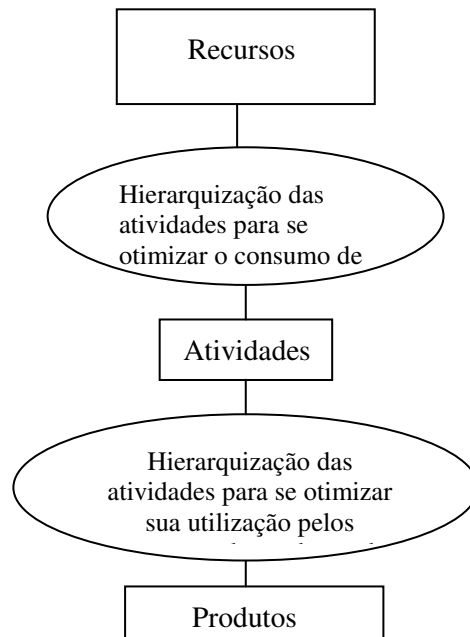 Recursos
Hierarquização das
atividades para se
otimizar o consumo de
Atividades
Hierarquização das
atividades para se otimizar
sua utilização pelos
Produtos